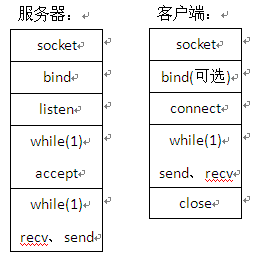 服务器:
socket
bind
listen
while(1)
accept
while(1)
recv、send
客户端:
socket
bind(可选)
connect
while(1)
send、recv
close